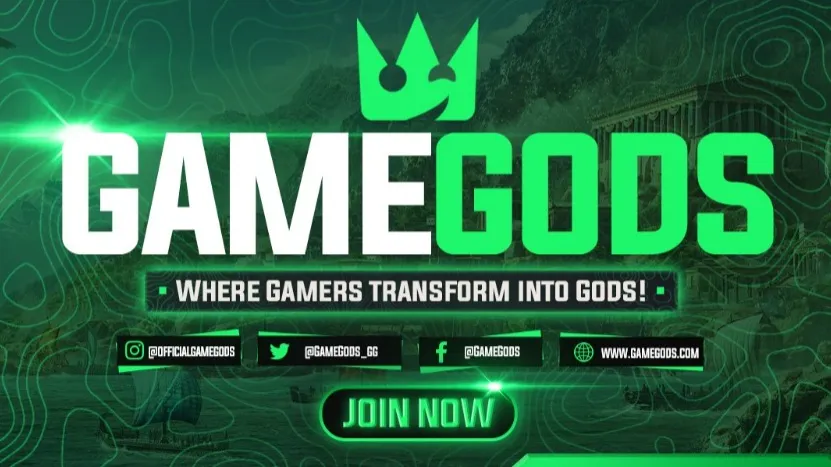 GAMEGODS
WHERE GAMERS TRANSFORM INTO GODS!
@OFFICIALGAMEGODS
@GAMEGODS_GG
@GAMEGODS
WWW.GAMEGODS.COM
JOIN NOW